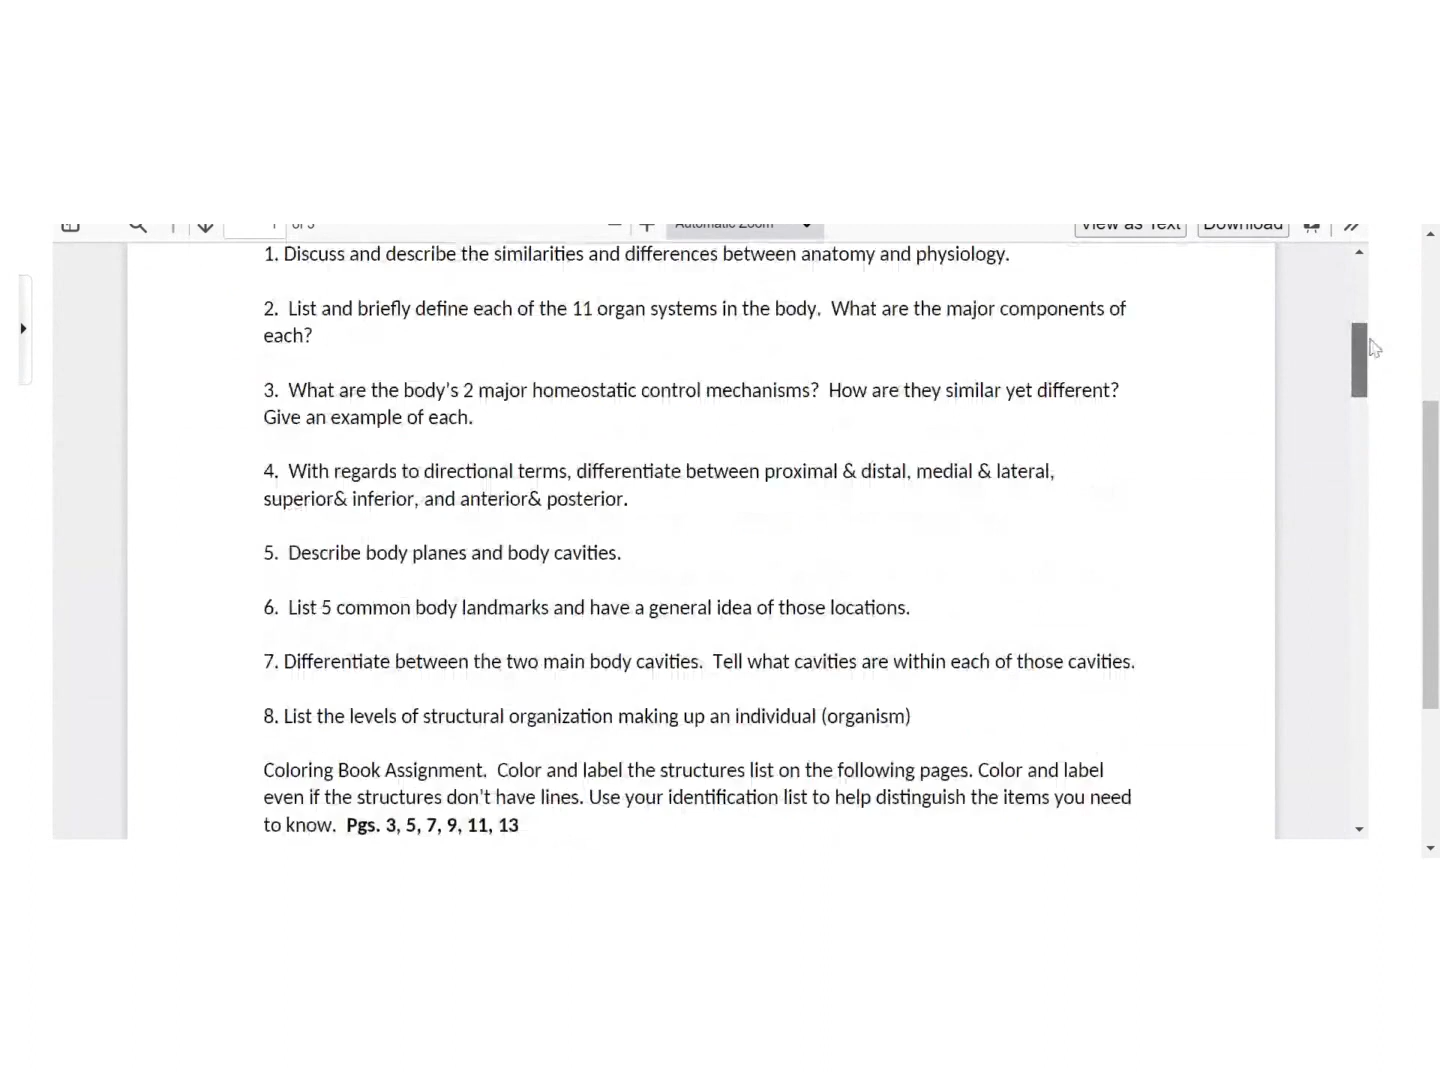 of 5
Automatic Zoom
View as Text
Download
1. Discuss and describe the similarities and differences between anatomy and physiology.
2. List and briefly define each of the 11 organ systems in the body. What are the major components of
each?
3. What are the body's 2 major homeostatic control mechanisms? How are they similar yet different?
Give an example of each.
4. With regards to directional terms, differentiate between proximal & distal, medial & lateral,
superior& inferior, and anterior& posterior.
5. Describe body planes and body cavities.
6. List 5 common body landmarks and have a general idea of those locations.
7. Differentiate between the two main body cavities. Tell what cavities are within each of those cavities.
8. List the levels of structural organization making up an individual (organism)
Coloring Book Assignment. Color and label the structures list on the following pages. Color and label
even if the structures don't have lines. Use your identification list to help distinguish the items you need
to know. Pgs. 3, 5, 7, 9, 11, 13